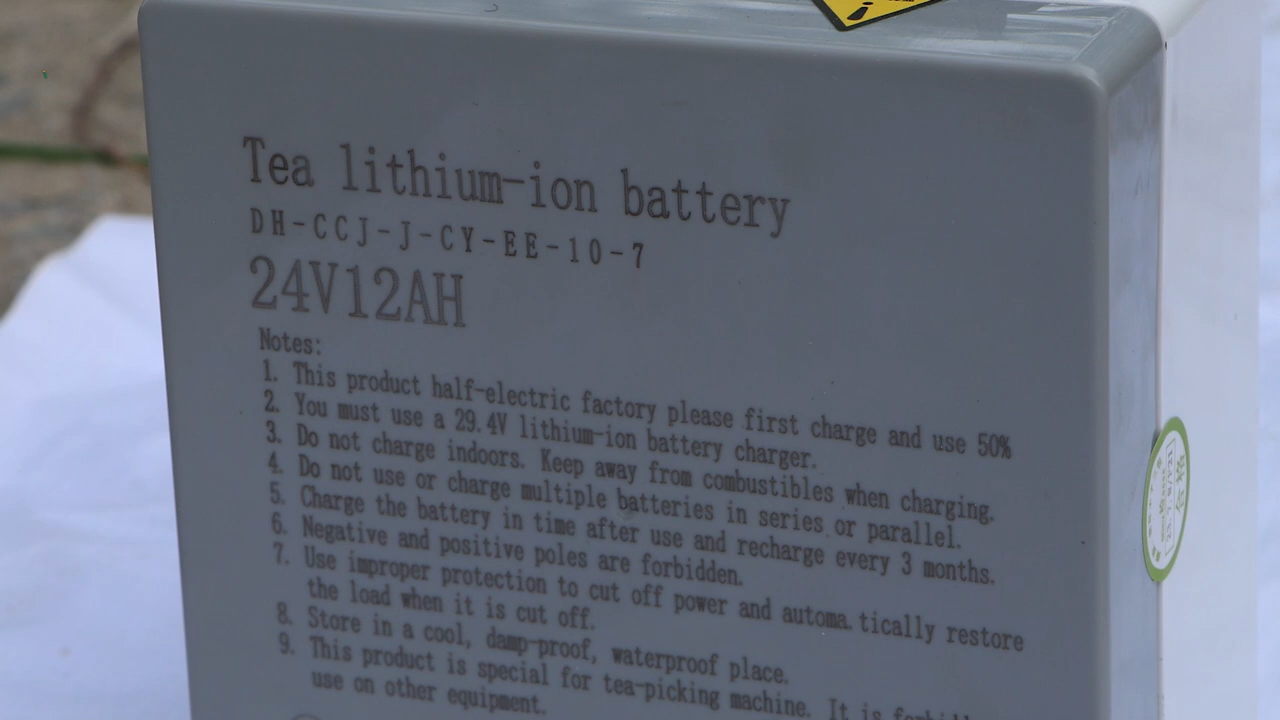 Tea lithium-ion battery
DH-CCJ-J-CY-EE-10-7
24V12AH
Notes:
1. This product half-electric factory please first charge and use 50%
2. You must use a 29.4V lithium-ion battery charger.
3. Do not charge indoors. Keep away from combustibles when charging.
4. Do not use or charge multiple batteries in series or parallel.
5. Charge the battery in time after use and recharge every 3 months.
6. Negative and positive poles are forbidden.
7. Use improper protection to cut off power and automa.tically restore
the load when it is cut off.
8. Store in a cool, damp-proof, waterproof place.
9. This product is special for tea-picking machine. It is
use on other equipment.
合格